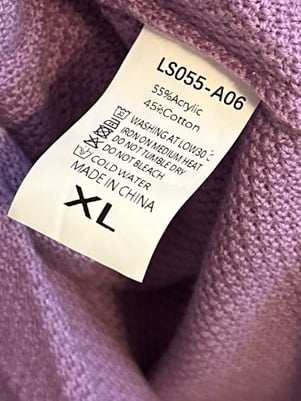 LS055-A06
55%Acrylic
45%Cotton
WASHING AT LOW30
IRON ON MEDIUM HEAT
DO NOT TUMBLE DRY
DO NOT BLEACH
COLD WATER
MADE IN CHINA
XL